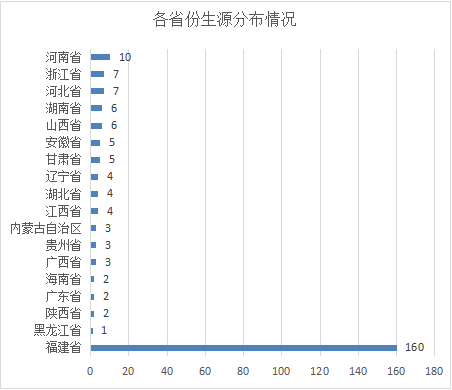 各省份生源分布情况
河南省 10
浙江省 7
河北省 7
湖南省 6
山西省 6
安徽省 5
甘肃省 5
辽宁省 4
湖北省 4
江西省 4
内蒙古自治区 3
贵州省 3
广西省 3
海南省 2
广东省 2
陕西省 2
黑龙江省 1
福建省 160
0 20 40 60 80 100 120 140 160 180